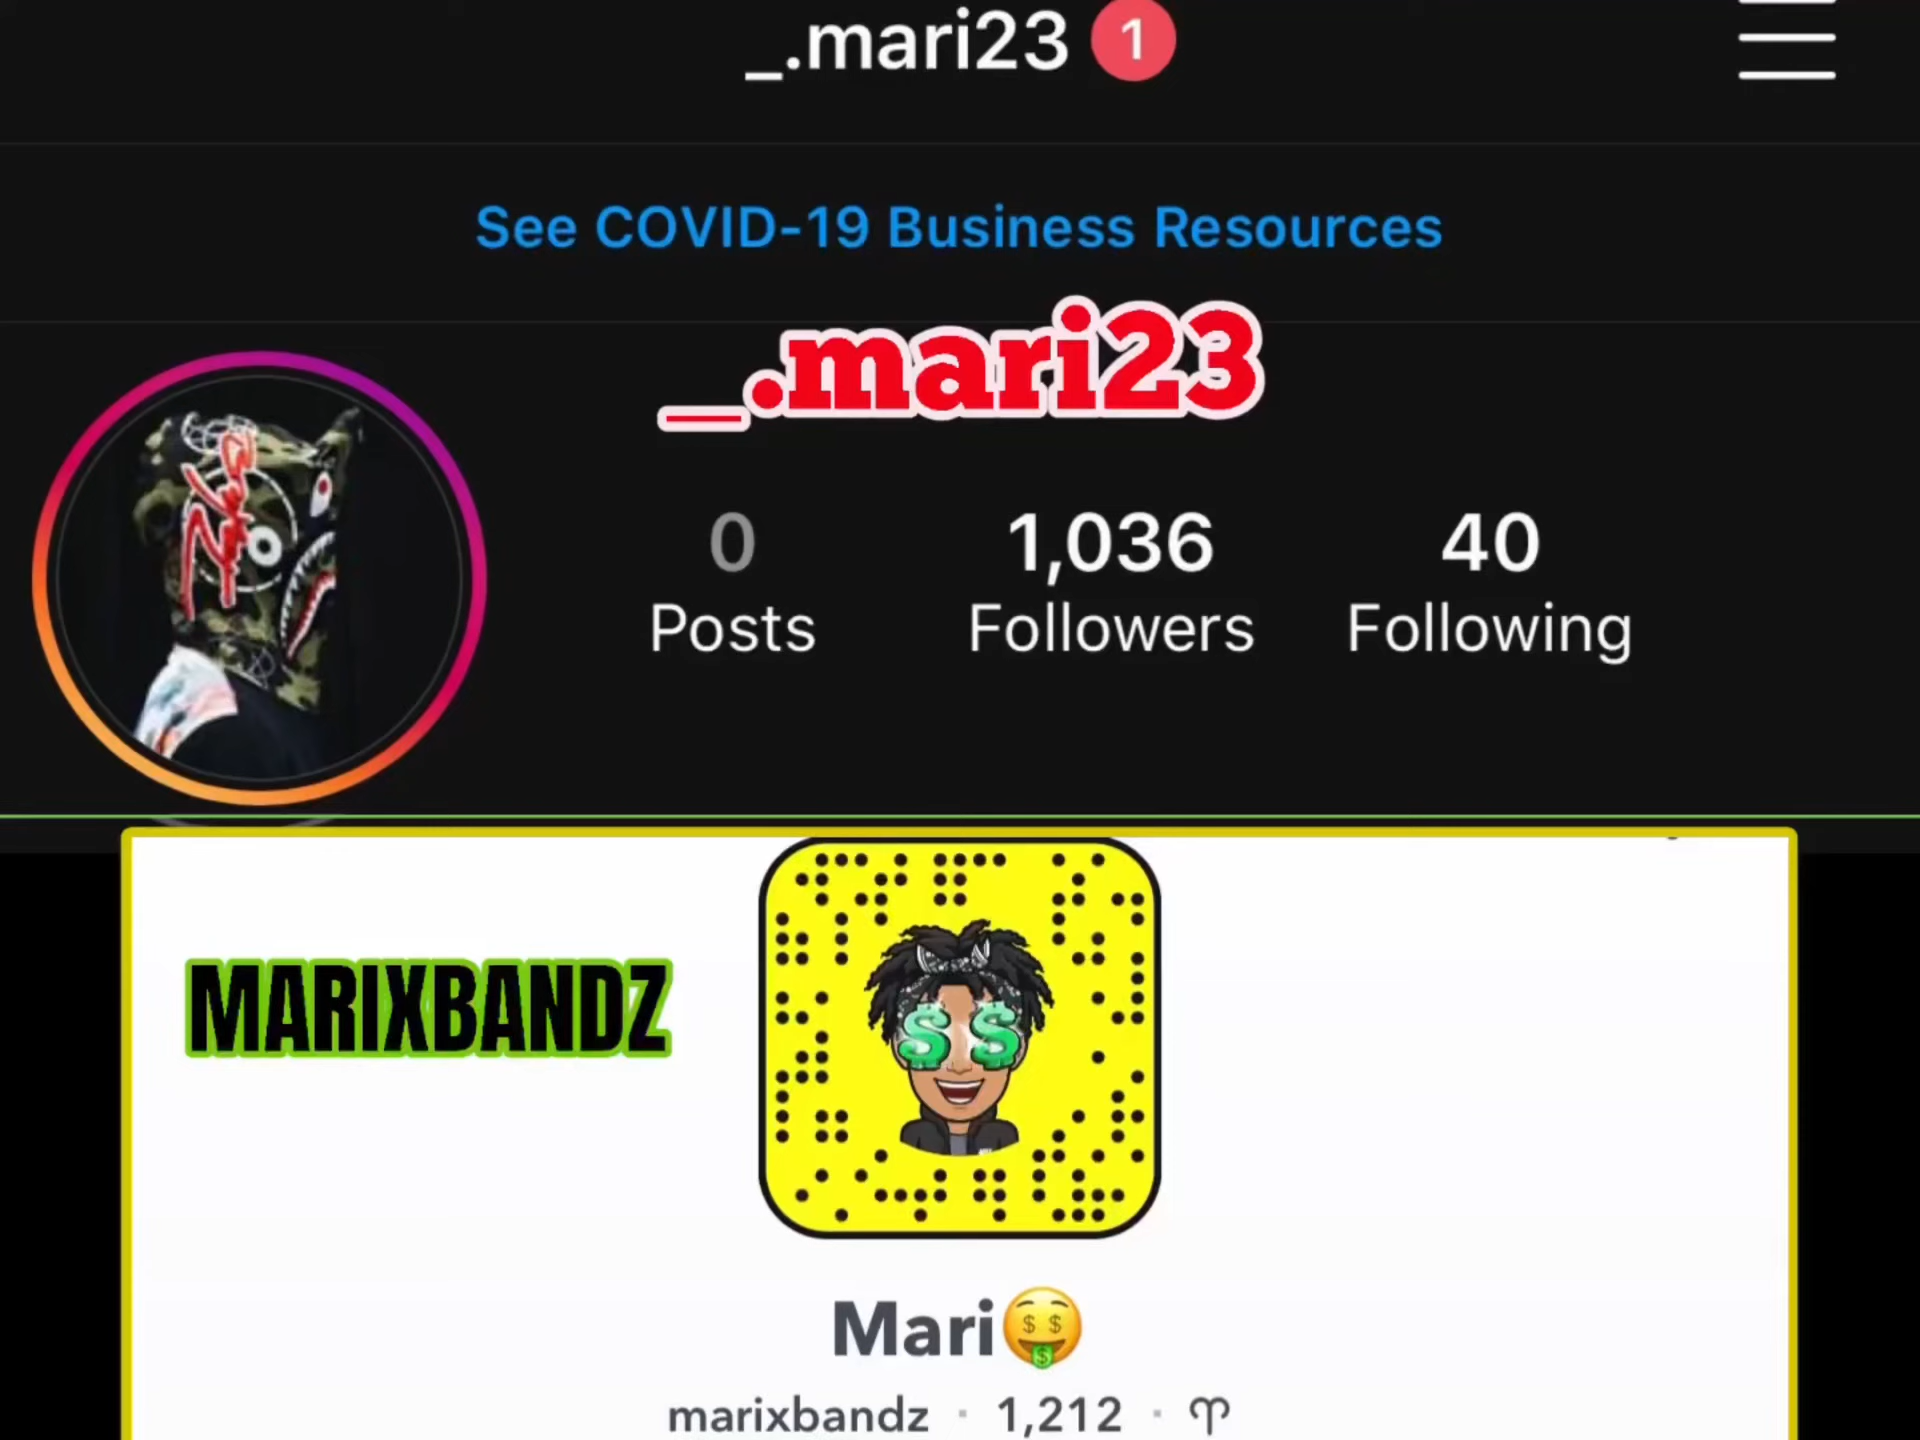 _.mari23 1
See COVID-19 Business Resources
_.mari23
0 1,036 40
Posts Followers Following
MARIXBANDZ
Mari🤑
marixbandz · 1,212 · ♈︎